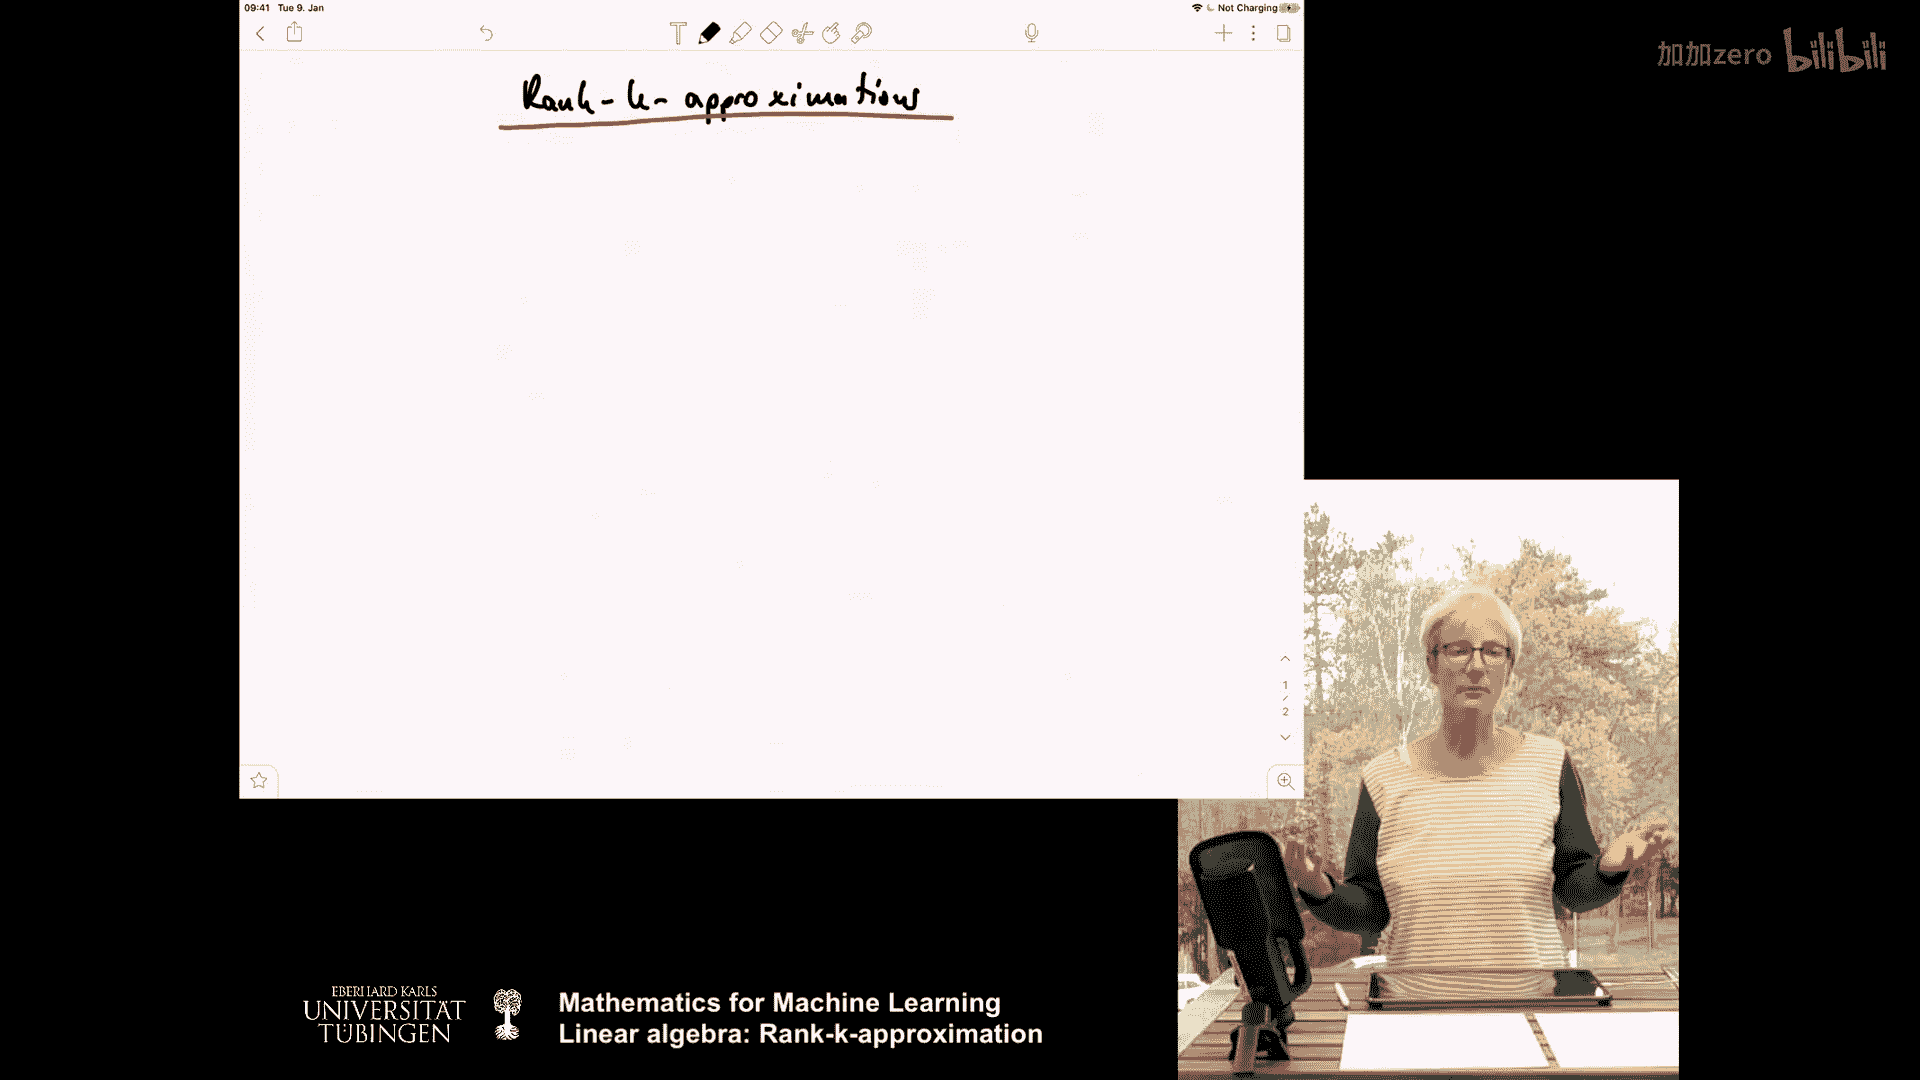 09:41 Tue 9. Jan
Not Charging
T
Rank-k-approximations
加加zero bilibili
1
/
2
EBERHARD KARLS
UNIVERSITÄT
TÜBINGEN
Mathematics for Machine Learning
Linear algebra: Rank-k-approximation